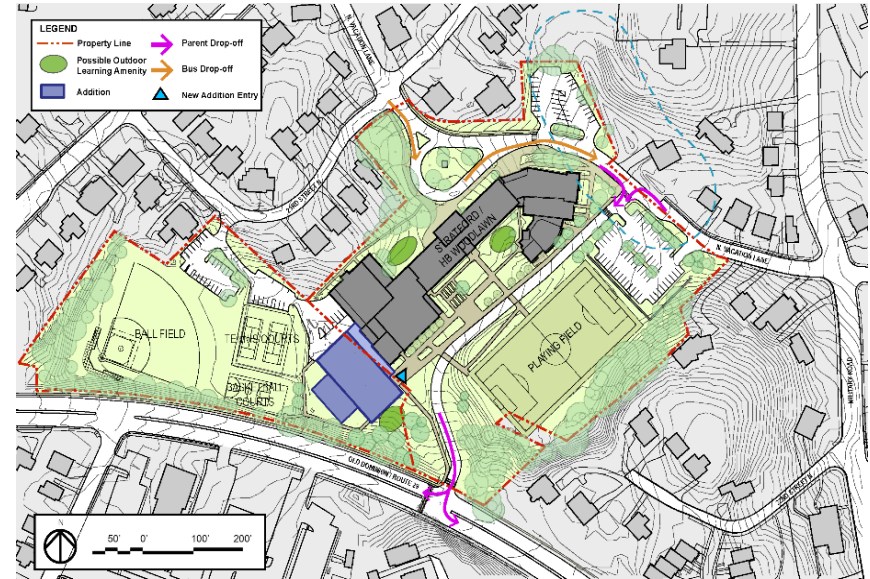 LEGEND
Property Line
Possible Outdoor
Learning Amenity
Addition
Parent Drop-off
Bus Drop-off
New Addition Entry
N. VACATION LANE
STRATFORD /
HB WOODLAWN
N. VACATION LANE
BALL FIELD
TENNIS COURTS
BASKETBALL
COURTS
PLAYING FIELD
MILITARY ROAD
OLD DOMINION / ROUTE 29
N
50'
0'
100'
200'